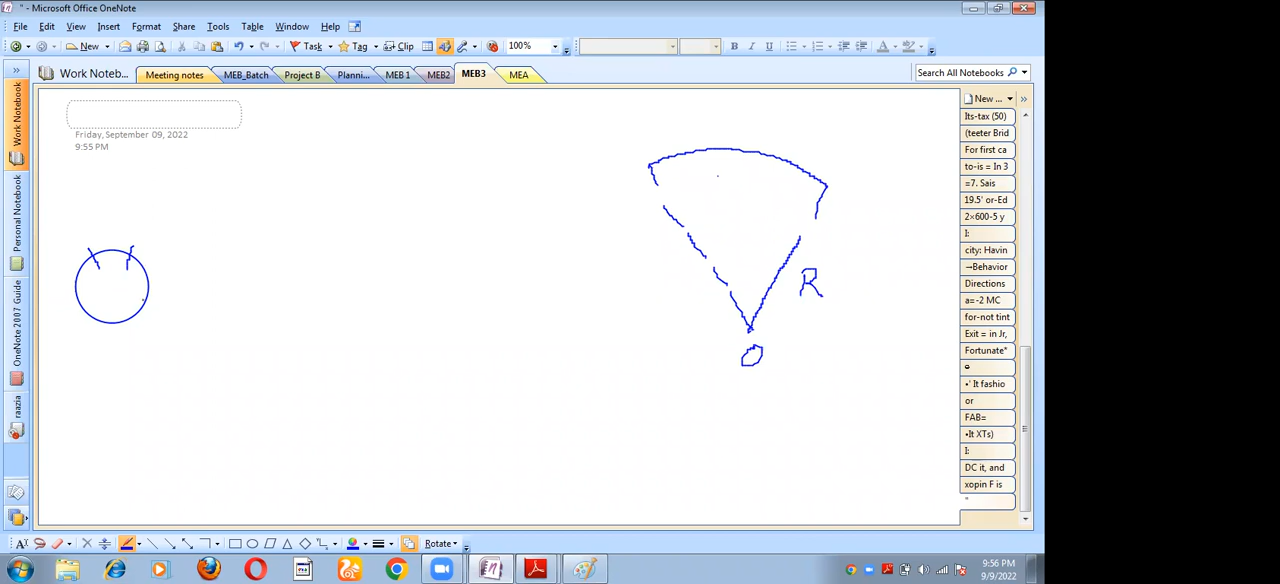 " - Microsoft Office OneNote
File Edit View Insert Format Share Tools Table Window Help
New Task Tag Clip 100% B I U A
Work Noteb... Meeting notes MEB_Batch Project B Planni... MEB 1 MEB2 MEB3 MEA Search All Notebooks
Work Notebook
Personal Notebook
OneNote 2007 Guide
raazia
Friday, September 09, 2022
9:55 PM
R
O
New ...
Its-tax (50)
(teeter Brid
For first ca
to-is = In 3
=7. Sais
19.5' or-Ed
2×600-5 y
I:
city: Havin
→Behavior
Directions
a=-2 MC
for-not tint
Exit = in Jr,
Fortunate*
e
•' It fashio
or
FAB=
•It XTs)
I:
DC it, and
xopin F is
"
Rotate
9:56 PM
9/9/2022